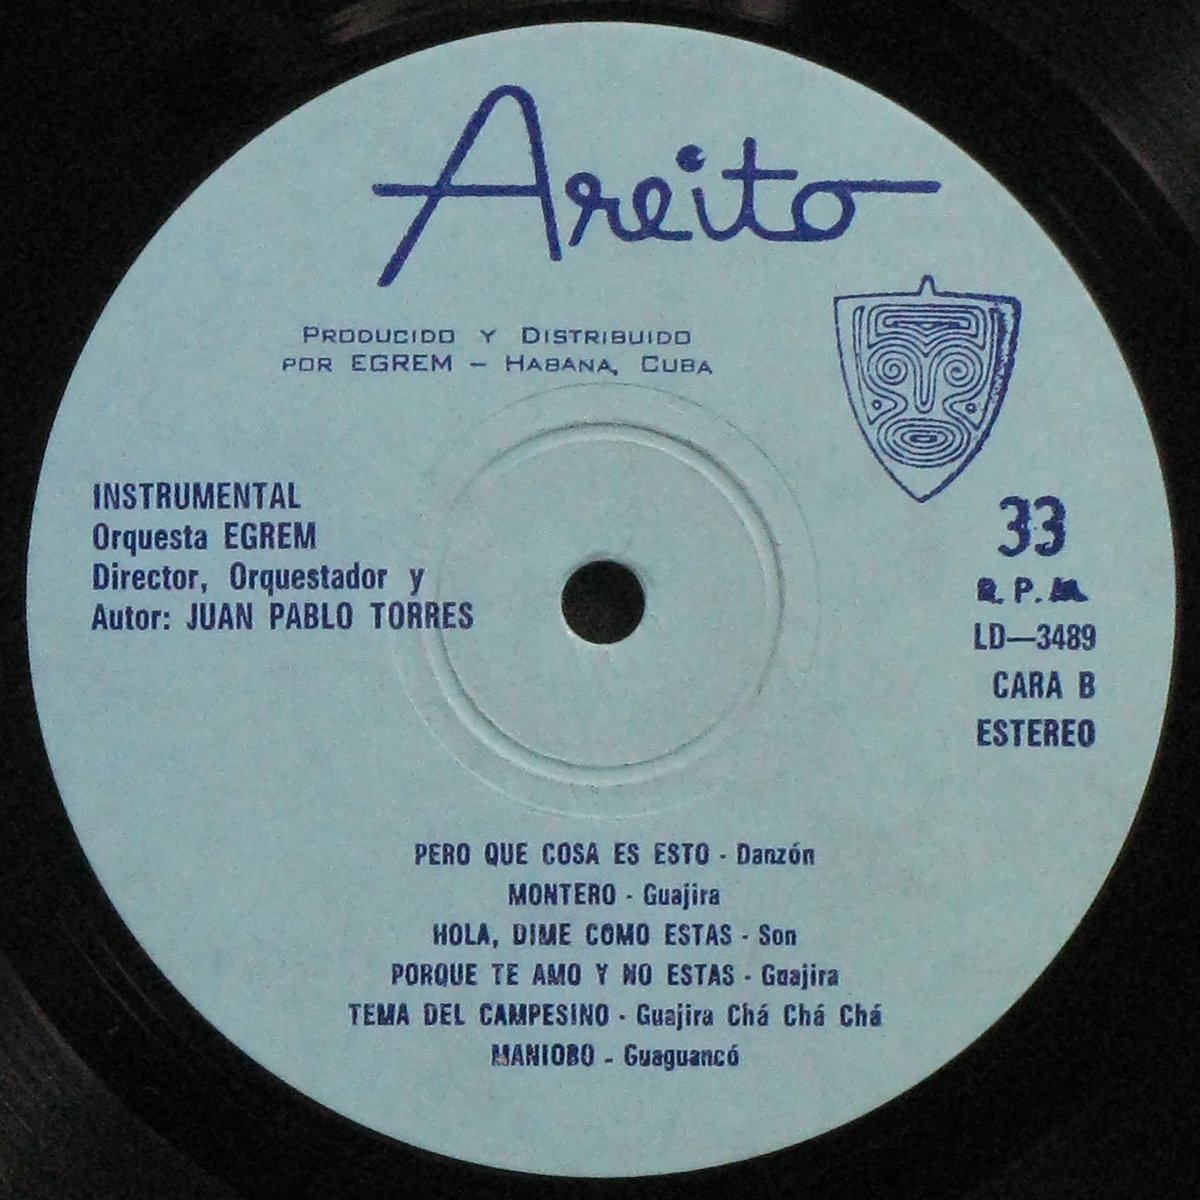 Areito
PRODUCIDO Y DISTRIBUIDO
POR EGREM – HABANA, CUBA
INSTRUMENTAL
Orquesta EGREM
Director, Orquestador y
Autor: JUAN PABLO TORRES
33
R. P. M.
LD—3489
CARA B
ESTEREO
PERO QUE COSA ES ESTO - Danzón
MONTERO - Guajira
HOLA, DIME COMO ESTAS - Son
PORQUE TE AMO Y NO ESTAS - Guajira
TEMA DEL CAMPESINO - Guajira Chá Chá Chá
MANIOBO - Guaguancó